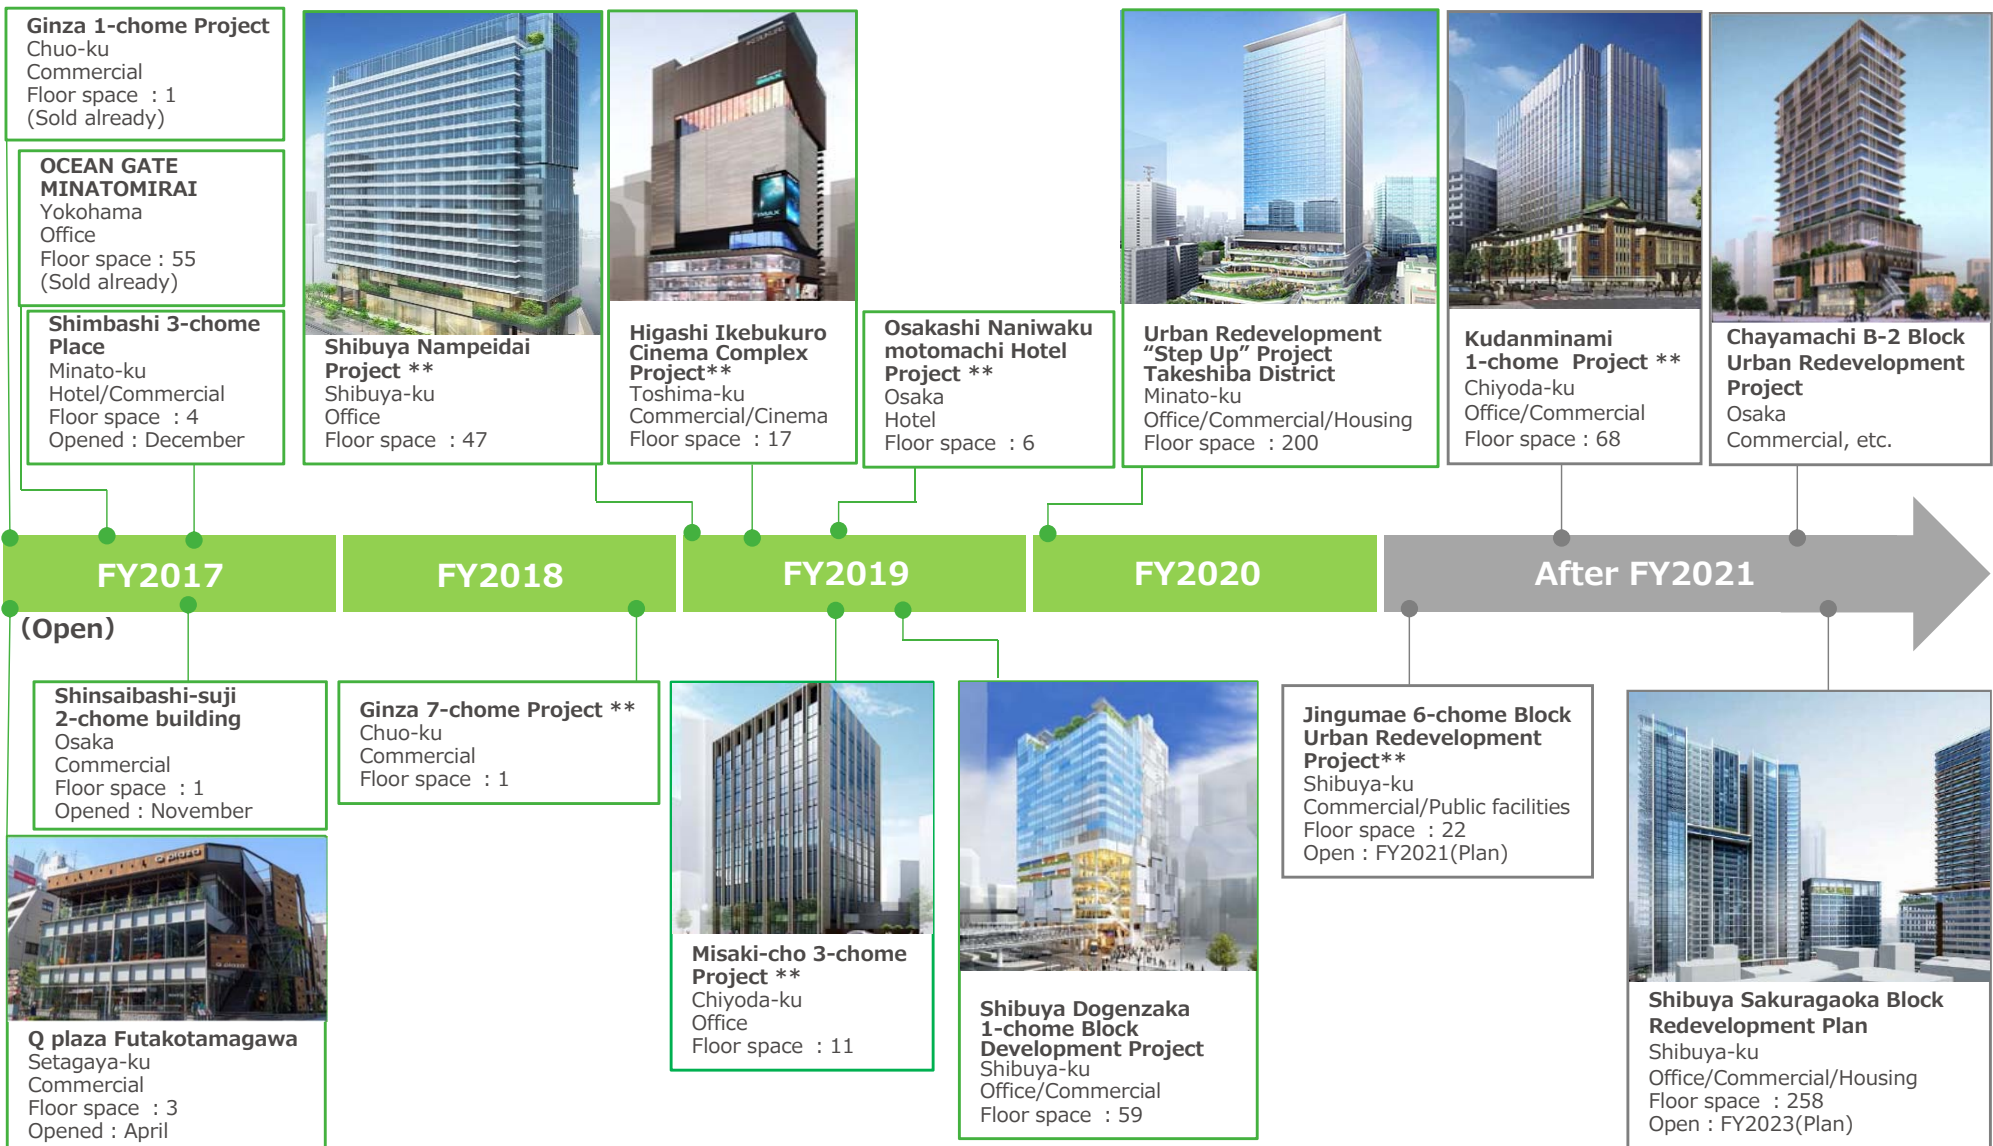 Ginza 1-chome Project
Chuo-ku
Commercial
Floor space : 1
(Sold already)
OCEAN GATE
MINATOMIRAI
Yokohama
Office
Floor space : 55
(Sold already)
Shimbashi 3-chome
Place
Minato-ku
Hotel/Commercial
Floor space : 4
Opened : December
Shibuya Nampeidai
Project **
Shibuya-ku
Office
Floor space : 47
Higashi Ikebukuro
Cinema Complex
Project**
Toshima-ku
Commercial/Cinema
Floor space : 17
Osakashi Naniwaku
motomachi Hotel
Project **
Osaka
Hotel
Floor space : 6
Urban Redevelopment
“Step Up” Project
Takeshiba District
Minato-ku
Office/Commercial/Housing
Floor space : 200
Kudanminami
1-chome Project **
Chiyoda-ku
Office/Commercial
Floor space : 68
Chayamachi B-2 Block
Urban Redevelopment
Project
Osaka
Commercial, etc.
FY2017
FY2018
FY2019
FY2020
After FY2021
(Open)
Shinsaibashi-suji
2-chome building
Osaka
Commercial
Floor space : 1
Opened : November
Q plaza
Q plaza Futakotamagawa
Setagaya-ku
Commercial
Floor space : 3
Opened : April
Ginza 7-chome Project **
Chuo-ku
Commercial
Floor space : 1
Misaki-cho 3-chome
Project **
Chiyoda-ku
Office
Floor space : 11
Shibuya Dogenzaka
1-chome Block
Development Project
Shibuya-ku
Office/Commercial
Floor space : 59
Jingumae 6-chome Block
Urban Redevelopment
Project**
Shibuya-ku
Commercial/Public facilities
Floor space : 22
Open : FY2021(Plan)
Shibuya Sakuragaoka Block
Redevelopment Plan
Shibuya-ku
Office/Commercial/Housing
Floor space : 258
Open : FY2023(Plan)